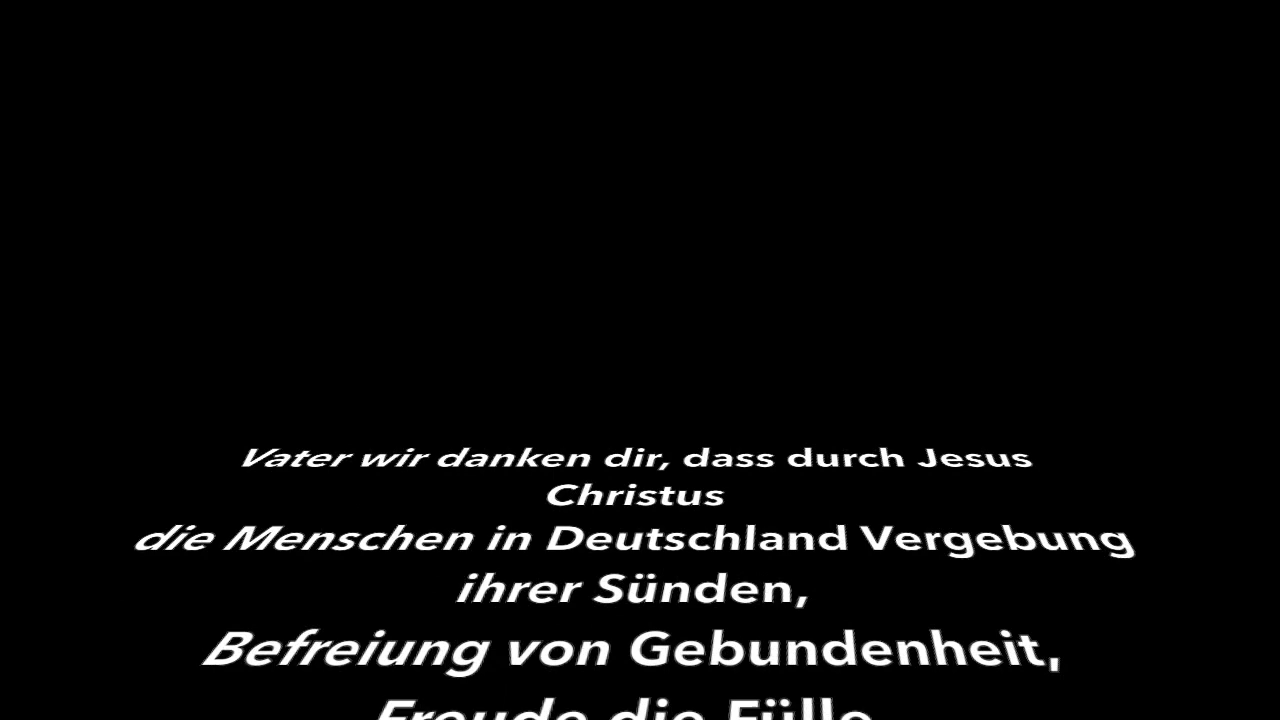 Vater wir danken dir, dass durch Jesus
Christus
die Menschen in Deutschland Vergebung
ihrer Sünden,
Befreiung von Gebundenheit,
Freude die Fülle